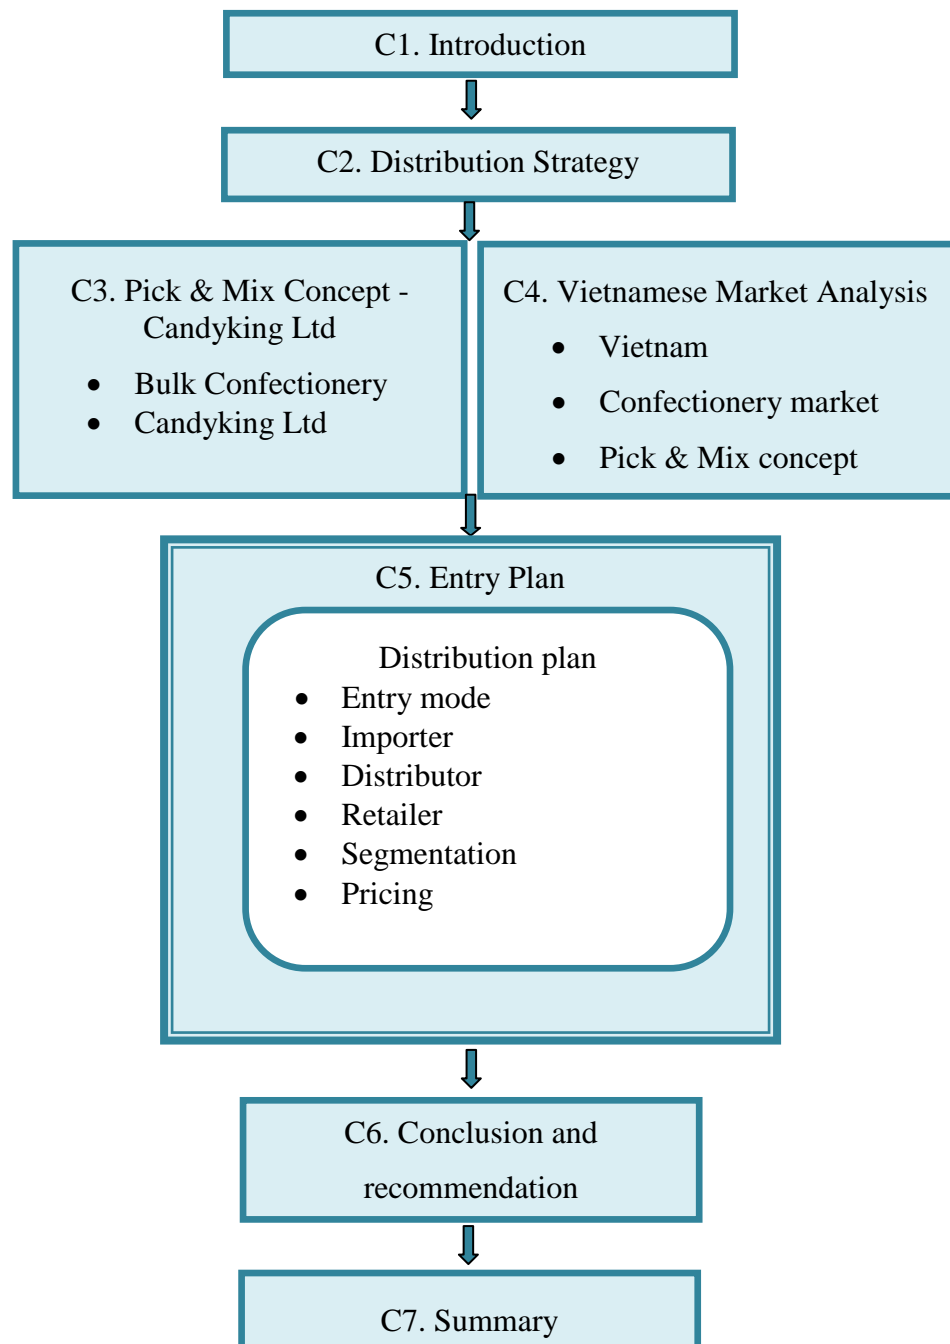 C1. Introduction
C2. Distribution Strategy
C3. Pick & Mix Concept -
Candyking Ltd
• Bulk Confectionery
• Candyking Ltd
C4. Vietnamese Market Analysis
• Vietnam
• Confectionery market
• Pick & Mix concept
C5. Entry Plan
Distribution plan
• Entry mode
• Importer
• Distributor
• Retailer
• Segmentation
• Pricing
C6. Conclusion and
recommendation
C7. Summary